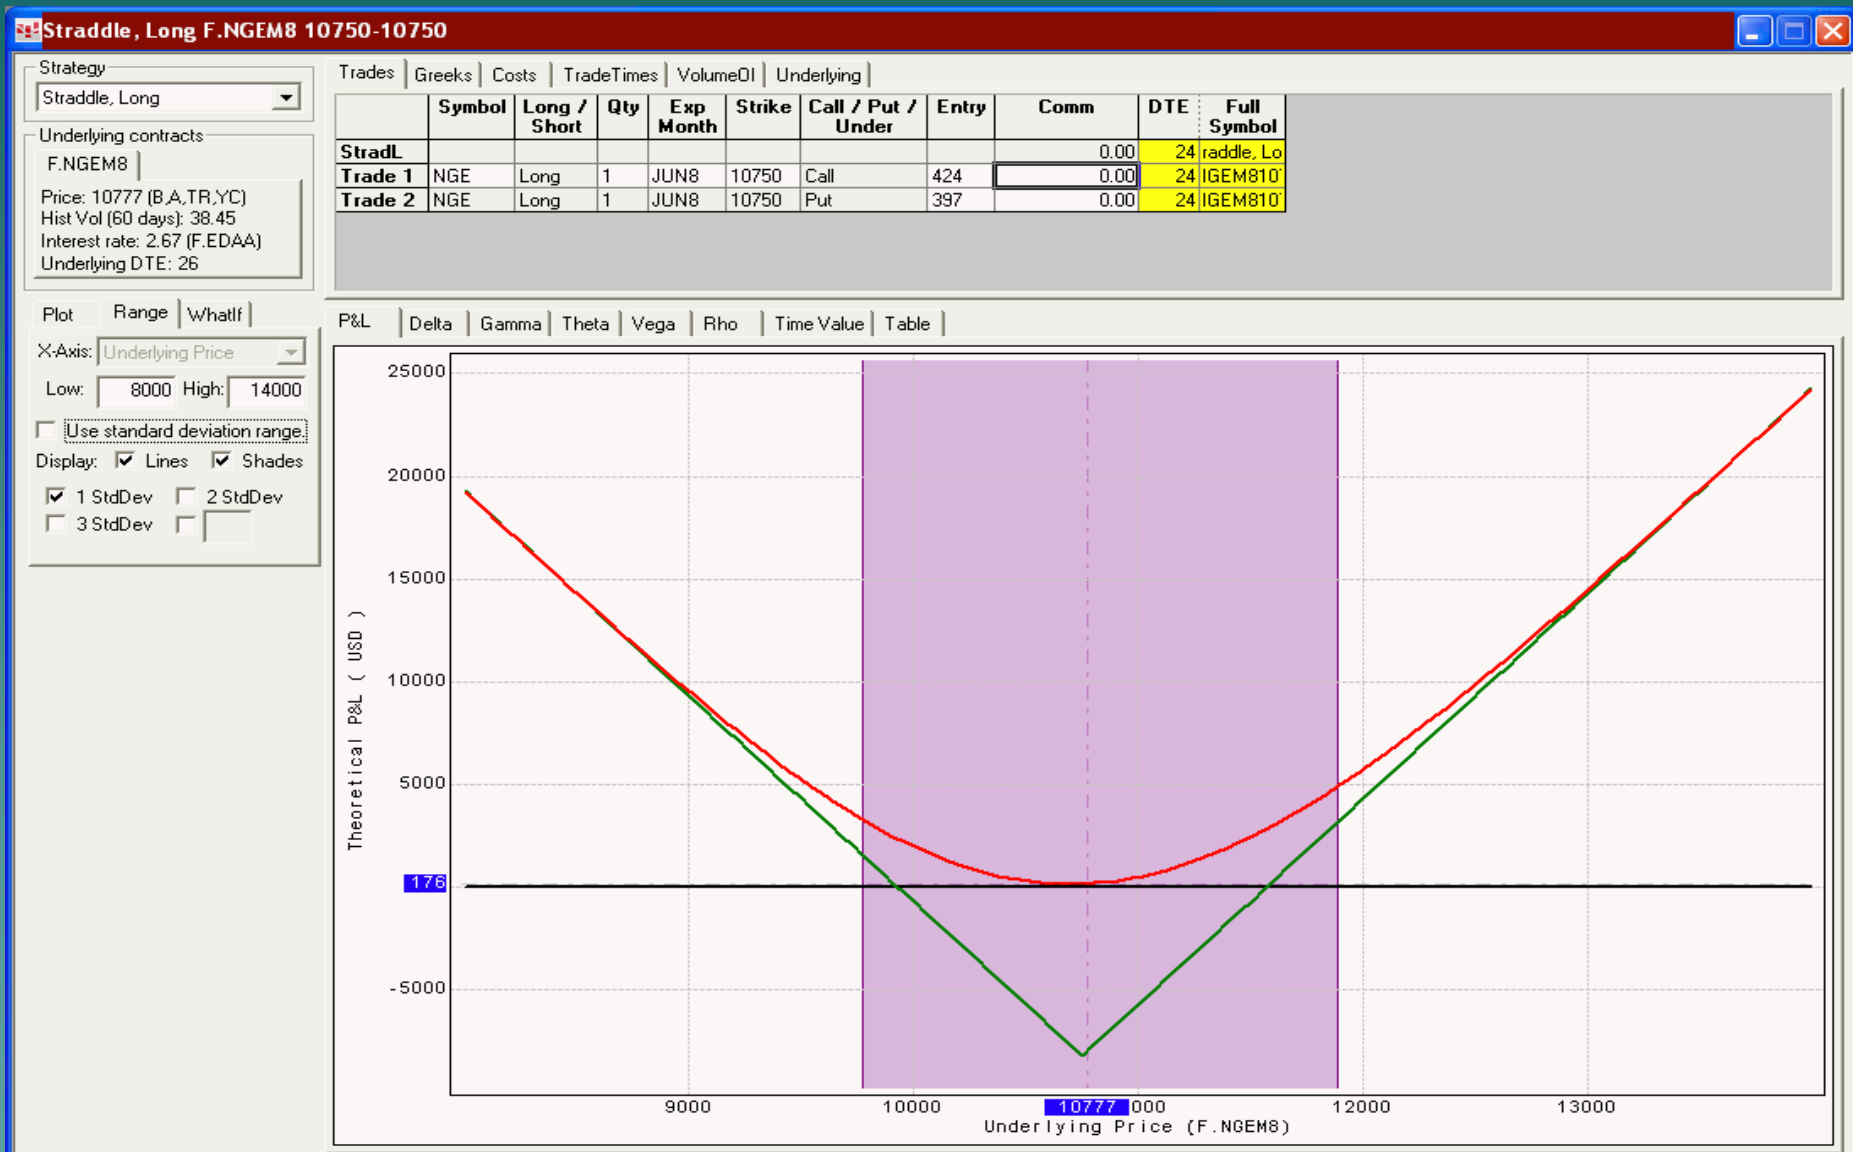 Straddle, Long F.NGEM8 10750-10750
Strategy
Straddle, Long
Underlying contracts
F.NGEM8
Price: 10777 (B,A,TR,YC)
Hist Vol (60 days): 38.45
Interest rate: 2.67 (F.EDAA)
Underlying DTE: 26
Plot Range WhatIf
X-Axis: Underlying Price
Low: 8000 High: 14000
Use standard deviation range.
Display: Lines Shades
1 StdDev 2 StdDev
3 StdDev
Trades Greeks Costs TradeTimes VolumeOI Underlying
Symbol Long / Short Qty Exp Month Strike Call / Put / Under Entry Comm DTE Full Symbol
StradL 0.00 24 raddle, Lo
Trade 1 NGE Long 1 JUN8 10750 Call 424 0.00 24 IGEM810
Trade 2 NGE Long 1 JUN8 10750 Put 397 0.00 24 IGEM810
P&L Delta Gamma Theta Vega Rho Time Value Table
25000
20000
15000
10000
5000
176
-5000
Theoretical P&L ( USD )
9000 10000 10777 000 12000 13000
Underlying Price (F.NGEM8)